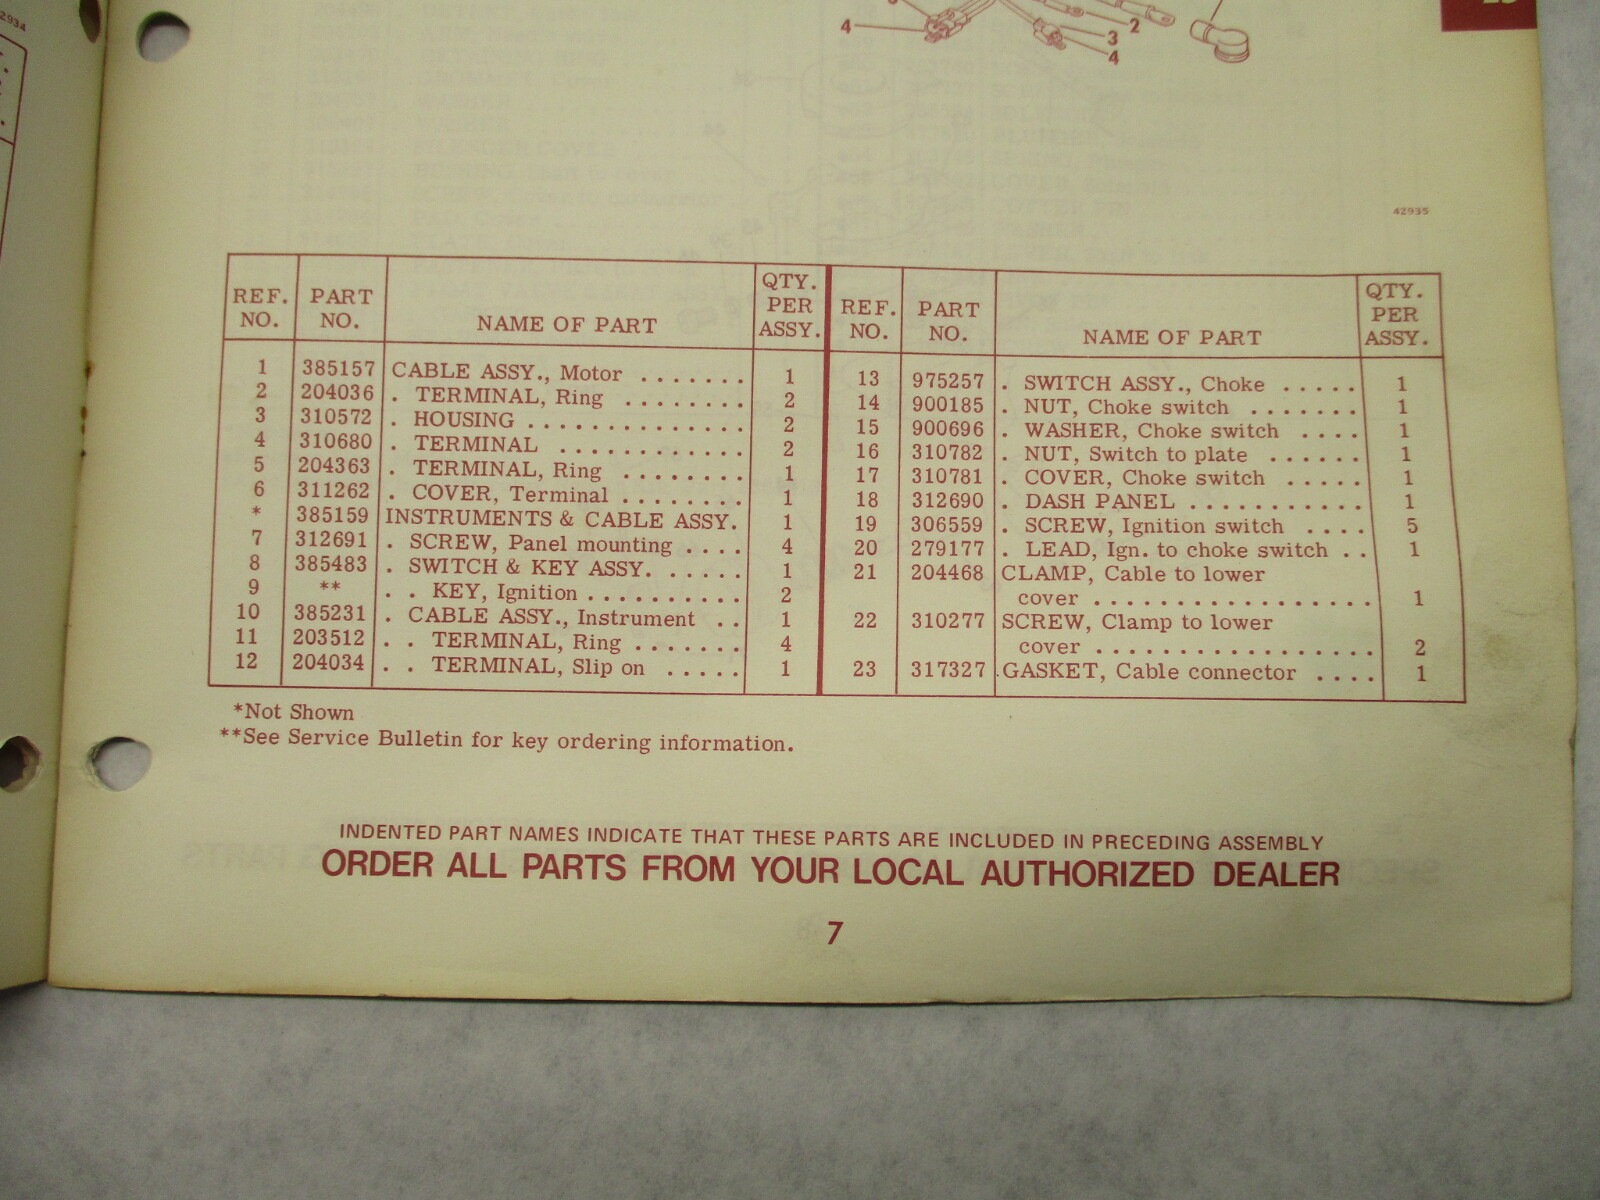 2934
4
2
3
4
42935
REF. NO. PART NO. NAME OF PART QTY. PER ASSY.
1 385157 CABLE ASSY., Motor ....... 1
2 204036 . TERMINAL, Ring ........ 2
3 310572 . HOUSING .............. 2
4 310680 . TERMINAL ............ 2
5 204363 . TERMINAL, Ring ........ 1
6 311262 . COVER, Terminal ........ 1
* 385159 INSTRUMENTS & CABLE ASSY. 1
7 312691 . SCREW, Panel mounting .... 4
8 385483 . SWITCH & KEY ASSY. ...... 1
9 ** . . KEY, Ignition .......... 2
10 385231 . CABLE ASSY., Instrument .. 1
11 203512 . . TERMINAL, Ring ....... 4
12 204034 . . TERMINAL, Slip on ..... 1
REF. NO. PART NO. NAME OF PART QTY. PER ASSY.
13 975257 . SWITCH ASSY., Choke ..... 1
14 900185 . NUT, Choke switch ....... 1
15 900696 . WASHER, Choke switch .... 1
16 310782 . NUT, Switch to plate ...... 1
17 310781 . COVER, Choke switch ..... 1
18 312690 . DASH PANEL ........... 1
19 306559 . SCREW, Ignition switch .... 5
20 279177 . LEAD, Ign. to choke switch .. 1
21 204468 CLAMP, Cable to lower
cover ................. 1
22 310277 SCREW, Clamp to lower
cover ................. 2
23 317327 GASKET, Cable connector .... 1
*Not Shown
**See Service Bulletin for key ordering information.
INDENTED PART NAMES INDICATE THAT THESE PARTS ARE INCLUDED IN PRECEDING ASSEMBLY
ORDER ALL PARTS FROM YOUR LOCAL AUTHORIZED DEALER
7